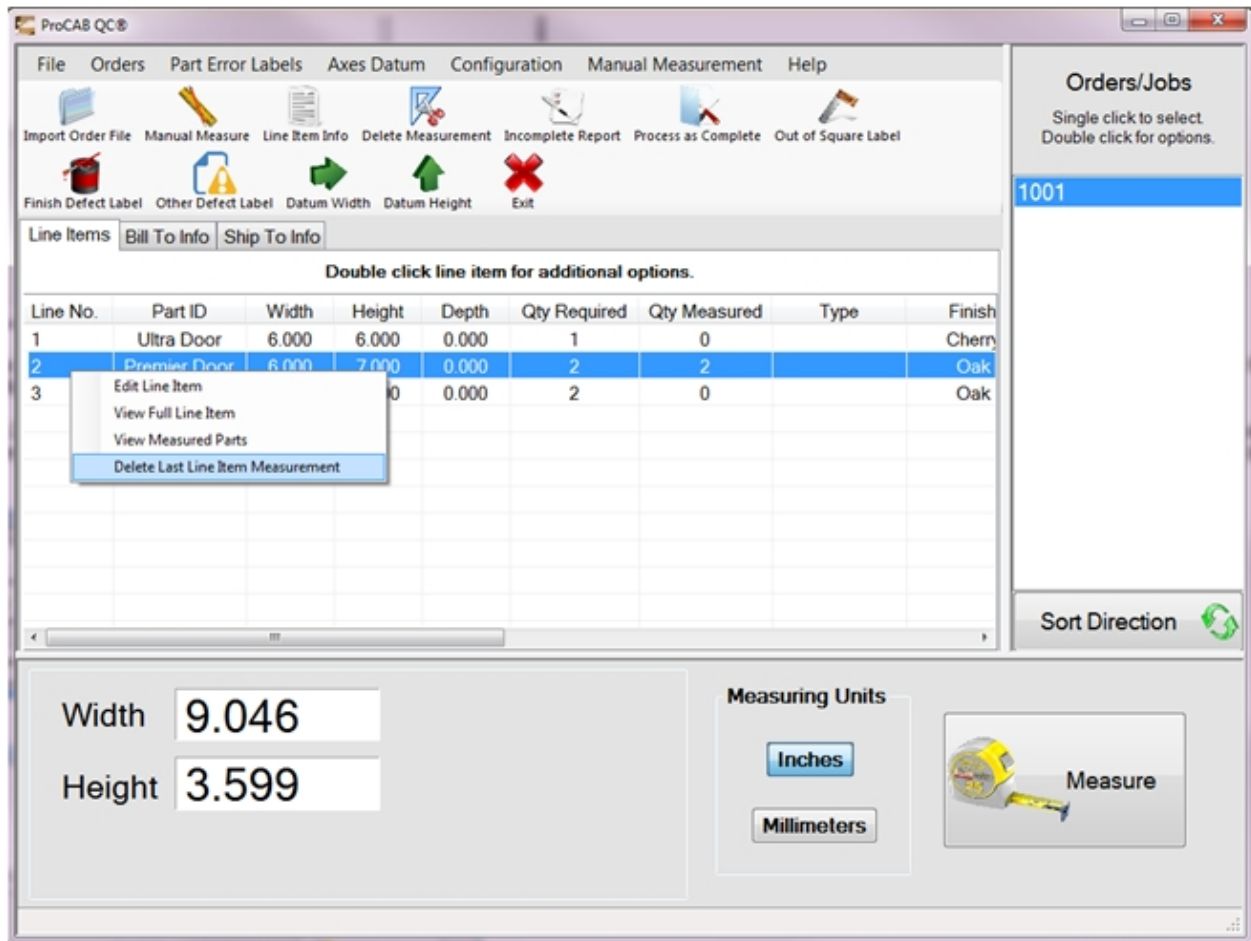 ProCAB QC®
File Orders Part Error Labels Axes Datum Configuration Manual Measurement Help
Import Order File Manual Measure Line Item Info Delete Measurement Incomplete Report Process as Complete Out of Square Label
Finish Defect Label Other Defect Label Datum Width Datum Height Exit
Line Items Bill To Info Ship To Info
Double click line item for additional options.
Line No. Part ID Width Height Depth Qty Required Qty Measured Type Finish
1 Ultra Door 6.000 6.000 0.000 1 0 Cherry
2 Premier Door 6.000 7.000 0.000 2 2 Oak
3 0.000 2 0 Oak
Edit Line Item
View Full Line Item
View Measured Parts
Delete Last Line Item Measurement
Orders/Jobs
Single click to select.
Double click for options.
1001
Sort Direction
Width 9.046
Height 3.599
Measuring Units
Inches
Millimeters
Measure